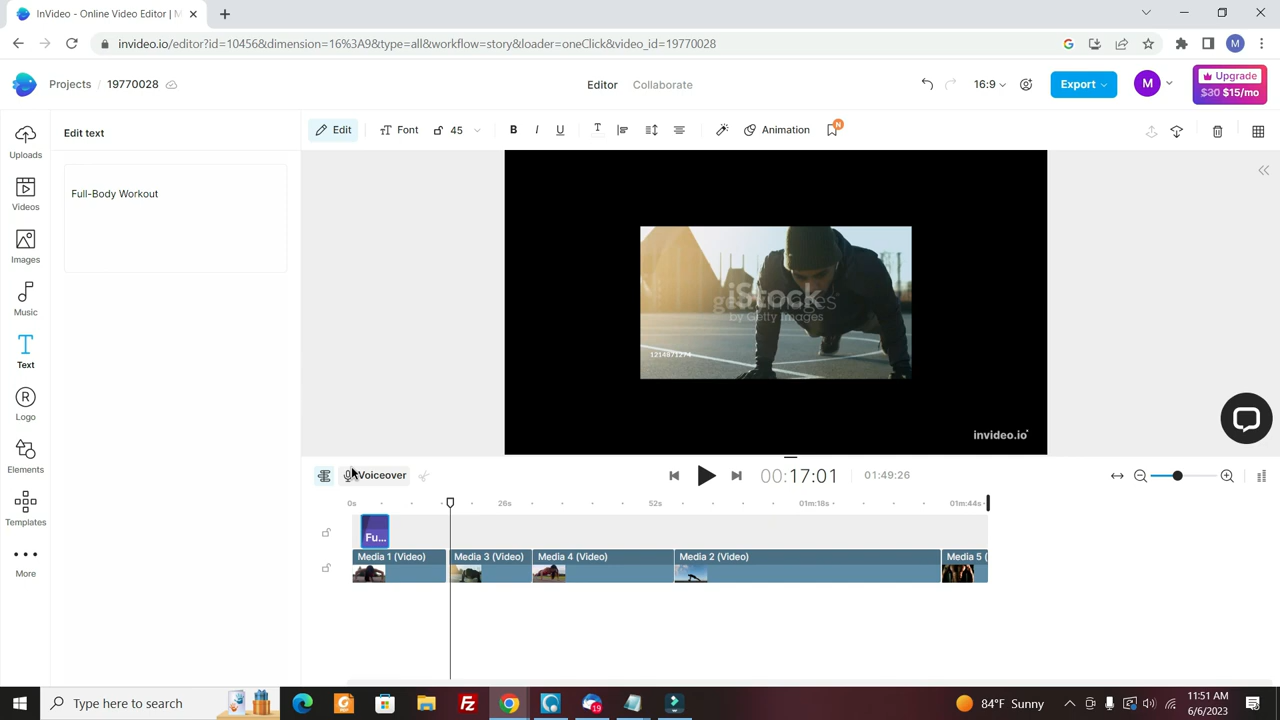 InVideo - Online Video Editor | M
invideo.io/editor?id=10456&dimension=16%3A9&type=all&workflow=story&loader=oneClick&video_id=19770028
M
Projects / 19770028
Editor
Collaborate
16:9
Export
M
Upgrade
$30 $15/mo
Uploads
Videos
Images
Music
Text
Logo
Elements
Templates
More
Edit text
Full-Body Workout
Edit
Font
45
B
I
U
Animation
N
iStock
getty images
by Getty Images
1214871274
invideo.io
Voiceover
00:17:01
01:49:26
0s
26s
52s
01m:18s
01m:44s
Fu...
Media 1 (Video)
Media 3 (Video)
Media 4 (Video)
Media 2 (Video)
Media 5 (
Type here to search
19
84°F Sunny
11:51 AM
6/6/2023